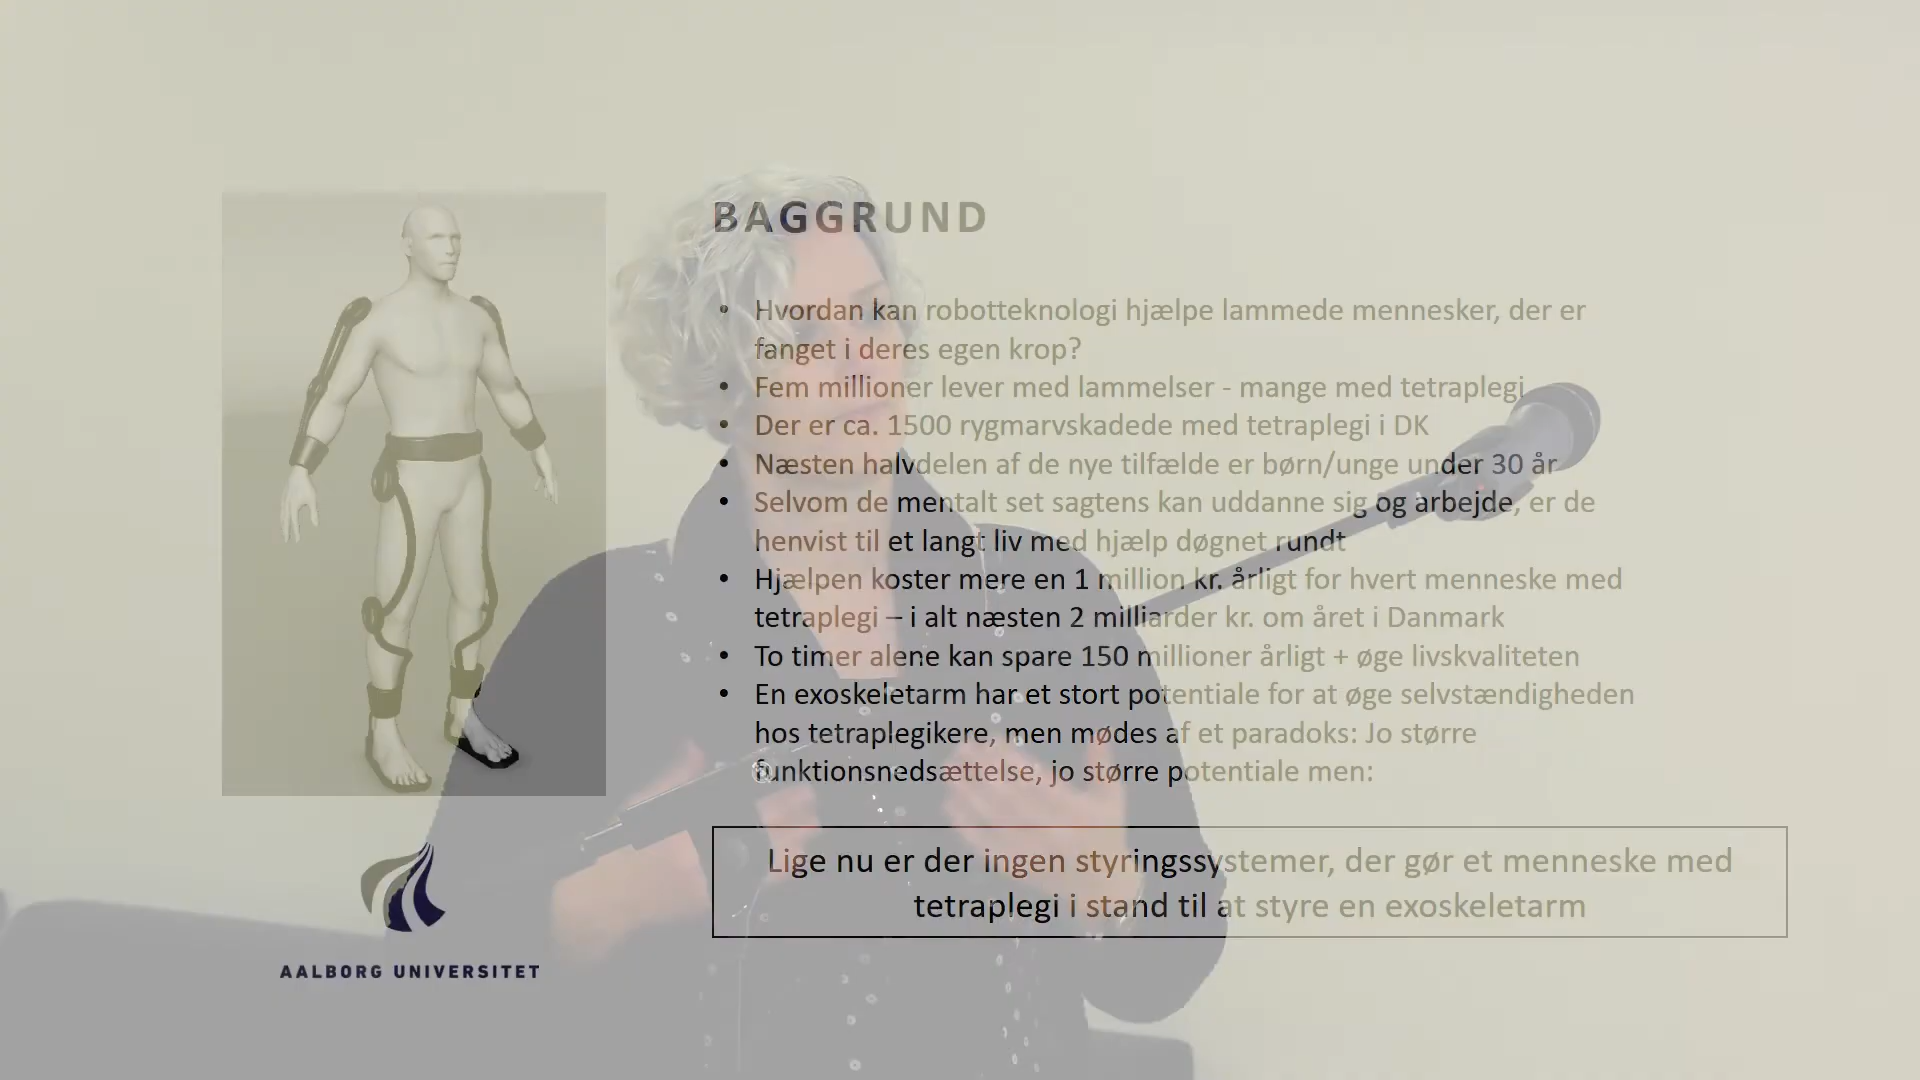 BAGGRUND
• Hvordan kan robotteknologi hjælpe lammede mennesker, der er
fanget i deres egen krop?
• Fem millioner lever med lammelser - mange med tetraplegi
• Der er ca. 1500 rygmarvskadede med tetraplegi i DK
• Næsten halvdelen af de nye tilfælde er børn/unge under 30 år
• Selvom de mentalt set sagtens kan uddanne sig og arbejde, er de
henvist til et langt liv med hjælp døgnet rundt
• Hjælpen koster mere en 1 million kr. årligt for hvert menneske med
tetraplegi – i alt næsten 2 milliarder kr. om året i Danmark
• To timer alene kan spare 150 millioner årligt + øge livskvaliteten
• En exoskeletarm har et stort potentiale for at øge selvstændigheden
hos tetraplegikere, men mødes af et paradoks: Jo større
funktionsnedsættelse, jo større potentiale men:
Lige nu er der ingen styringssystemer, der gør et menneske med
tetraplegi i stand til at styre en exoskeletarm
AALBORG UNIVERSITET